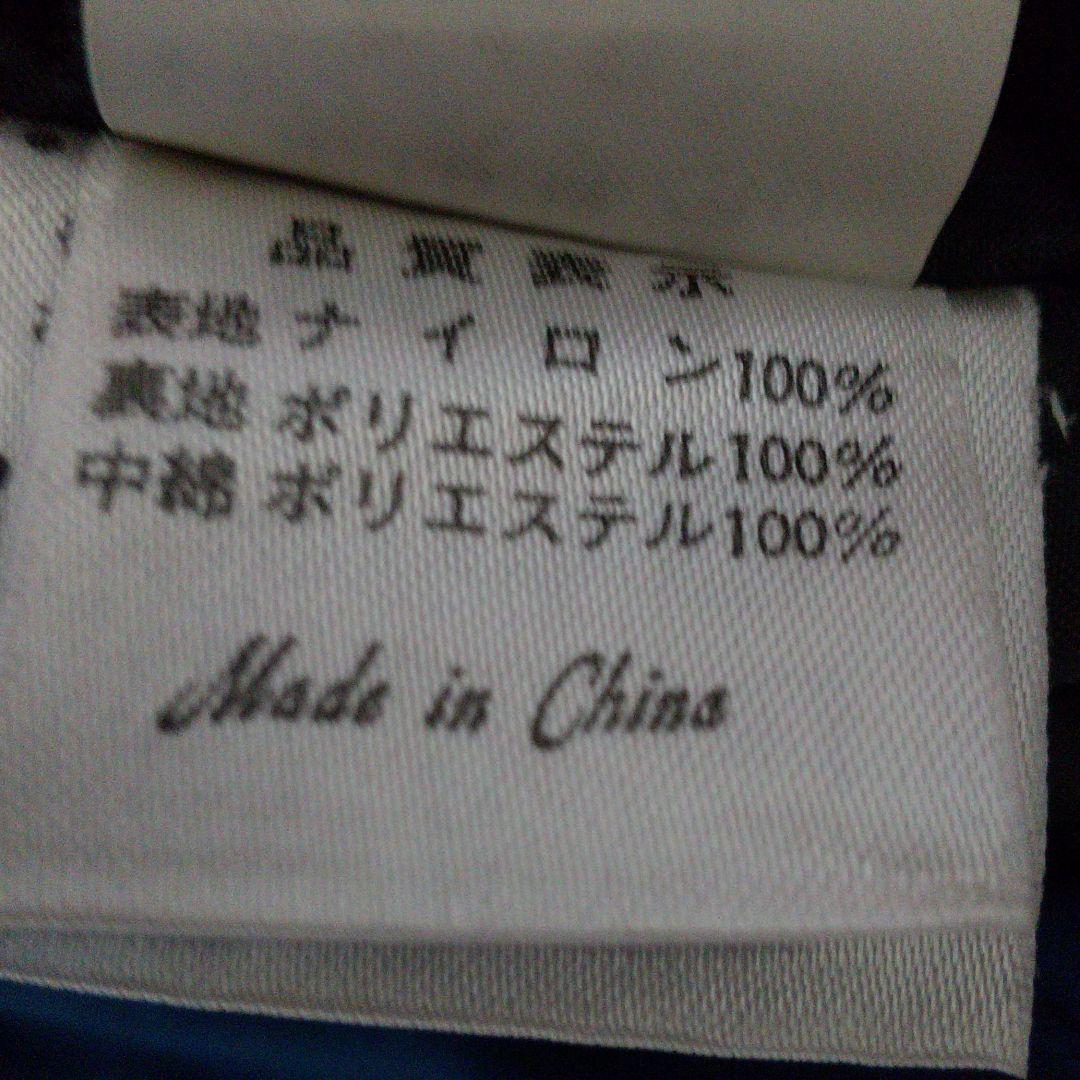 品質表示
表地 ナイロン100%
裏地 ポリエステル100%
中綿 ポリエステル100%
Made in China